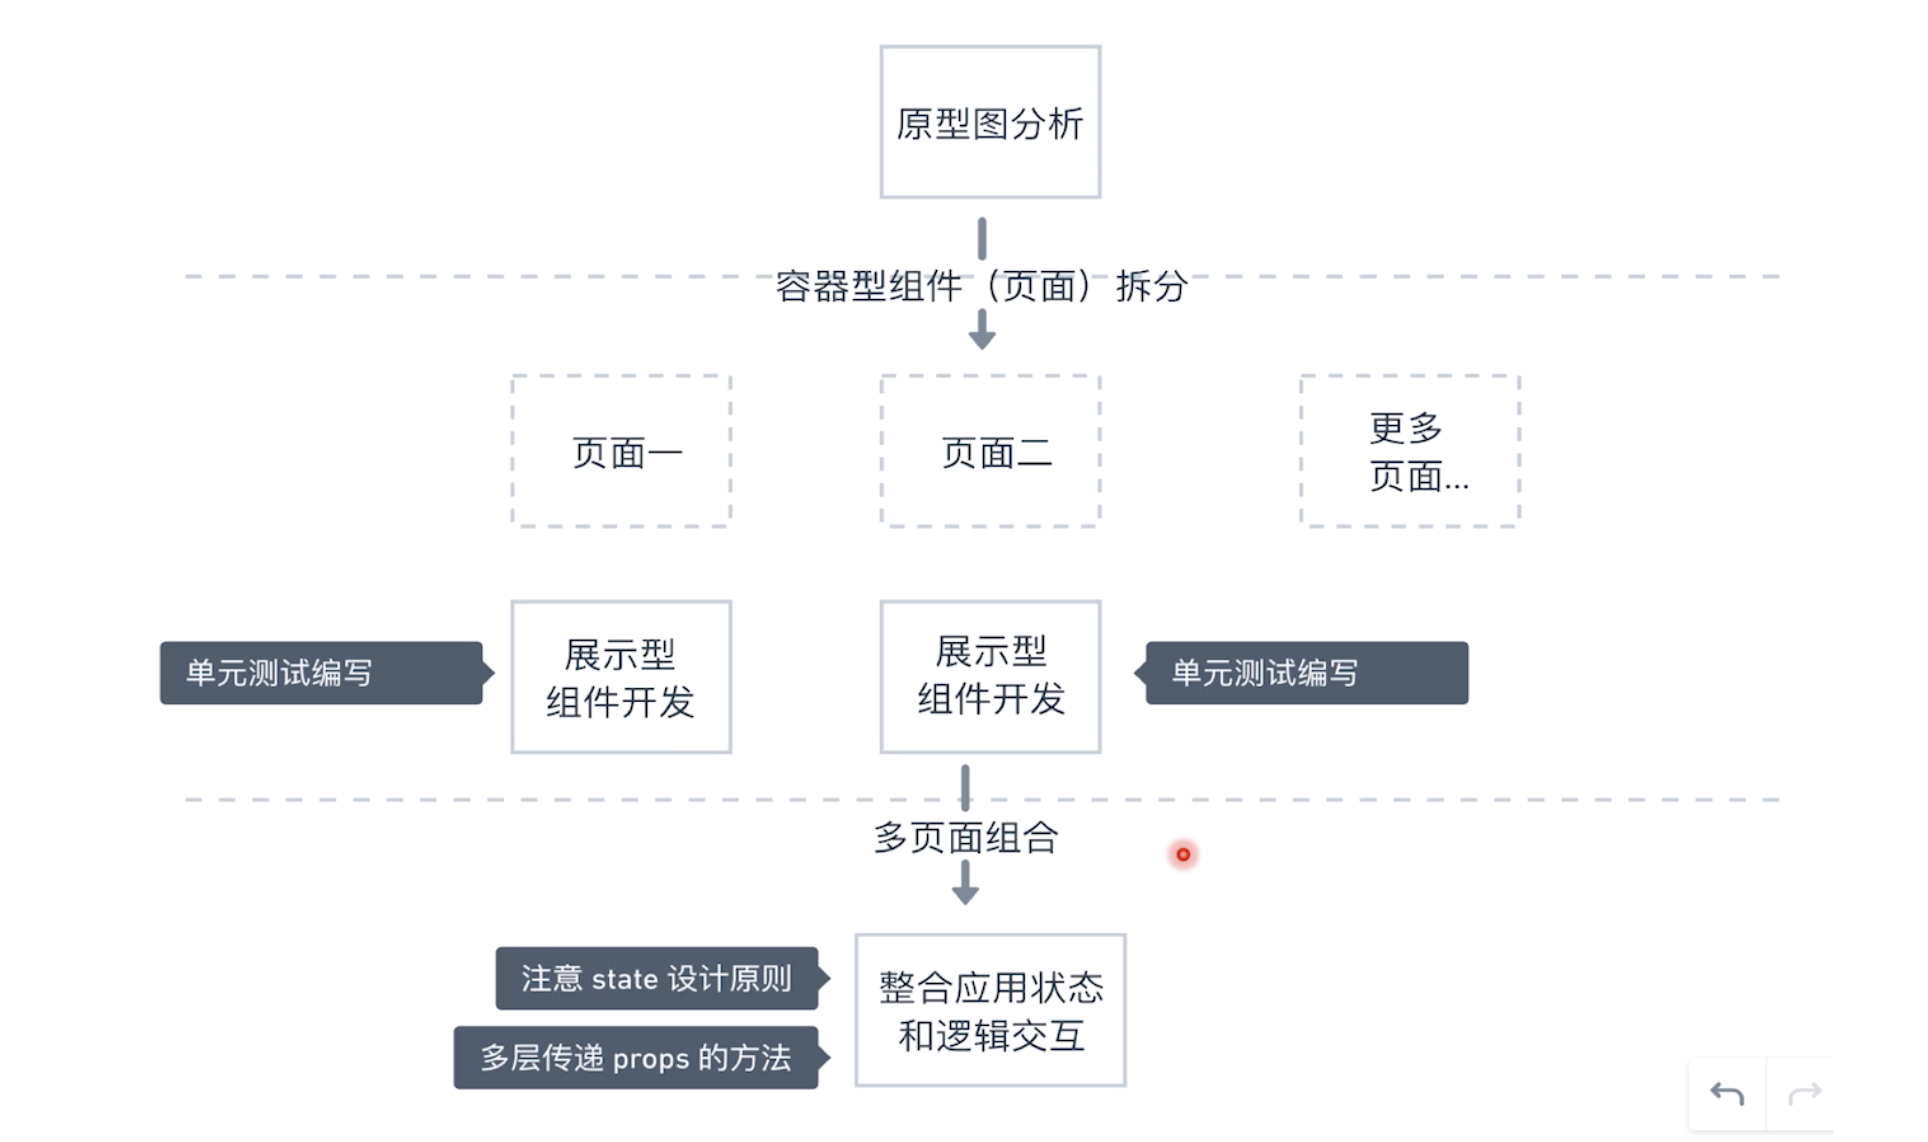 原型图分析
容器型组件（页面）拆分
页面一
页面二
更多
页面...
单元测试编写
展示型
组件开发
展示型
组件开发
单元测试编写
多页面组合
注意 state 设计原则
多层传递 props 的方法
整合应用状态
和逻辑交互